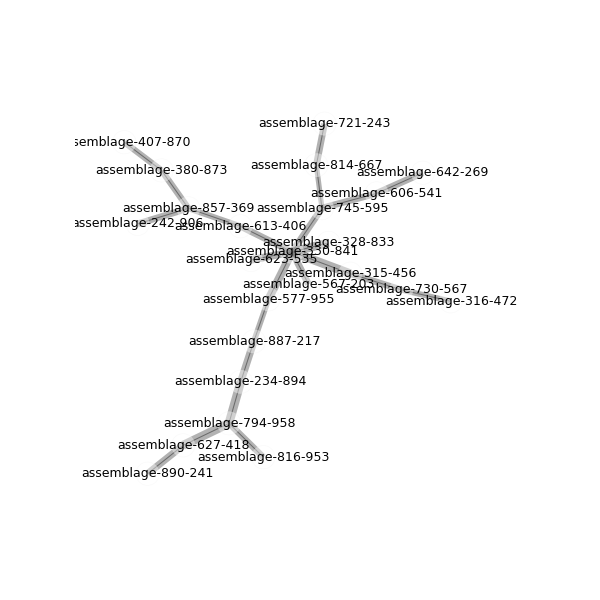 assemblage-721-243
semblage-407-870
assemblage-814-667
assemblage-380-873
assemblage-642-269
assemblage-606-541
assemblage-857-369
assemblage-745-595
assemblage-242-906
assemblage-613-406
assemblage-328-833
assemblage-330-841
assemblage-623-535
assemblage-315-456
assemblage-567-203
assemblage-730-567
assemblage-577-955
assemblage-316-472
assemblage-887-217
assemblage-234-894
assemblage-794-958
assemblage-627-418
assemblage-816-953
assemblage-890-241